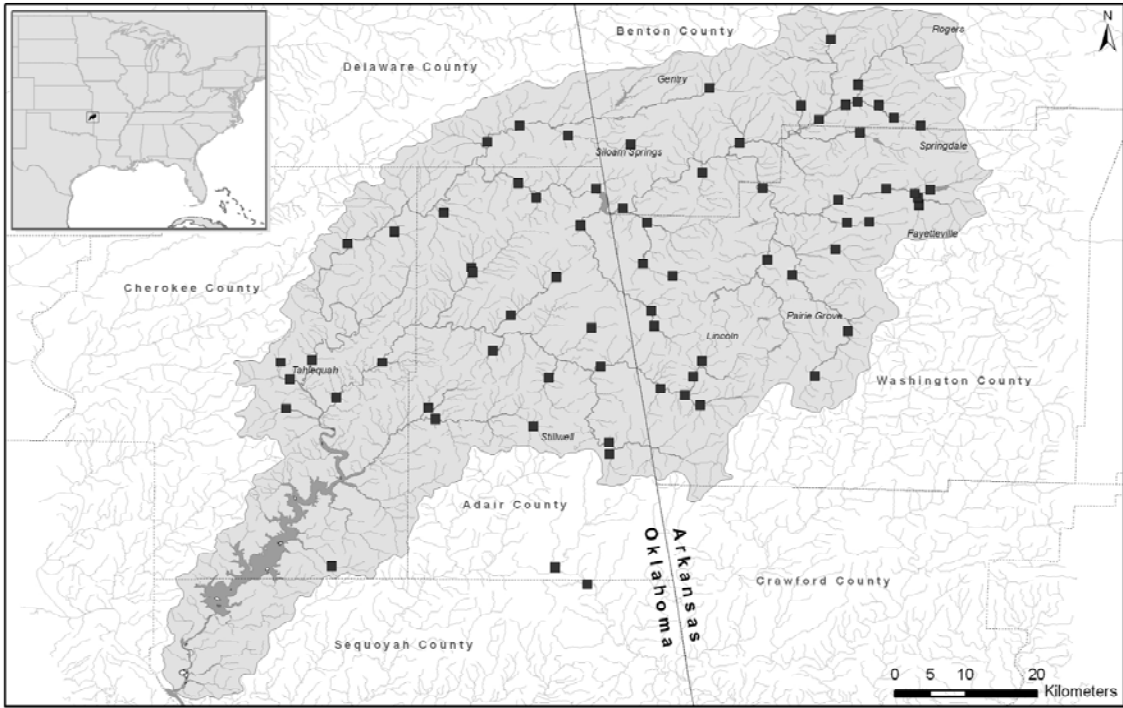 N
Benton County
Rogers
Delaware County
Gentry
Siloam Springs
Springdale
Fayetteville
Cherokee County
Lincoln
Pairie Grove
Tahlequah
Washington County
Stillwell
Adair County
Arkansas
Oklahoma
Crawford County
Sequoyah County
0 5 10 20
Kilometers